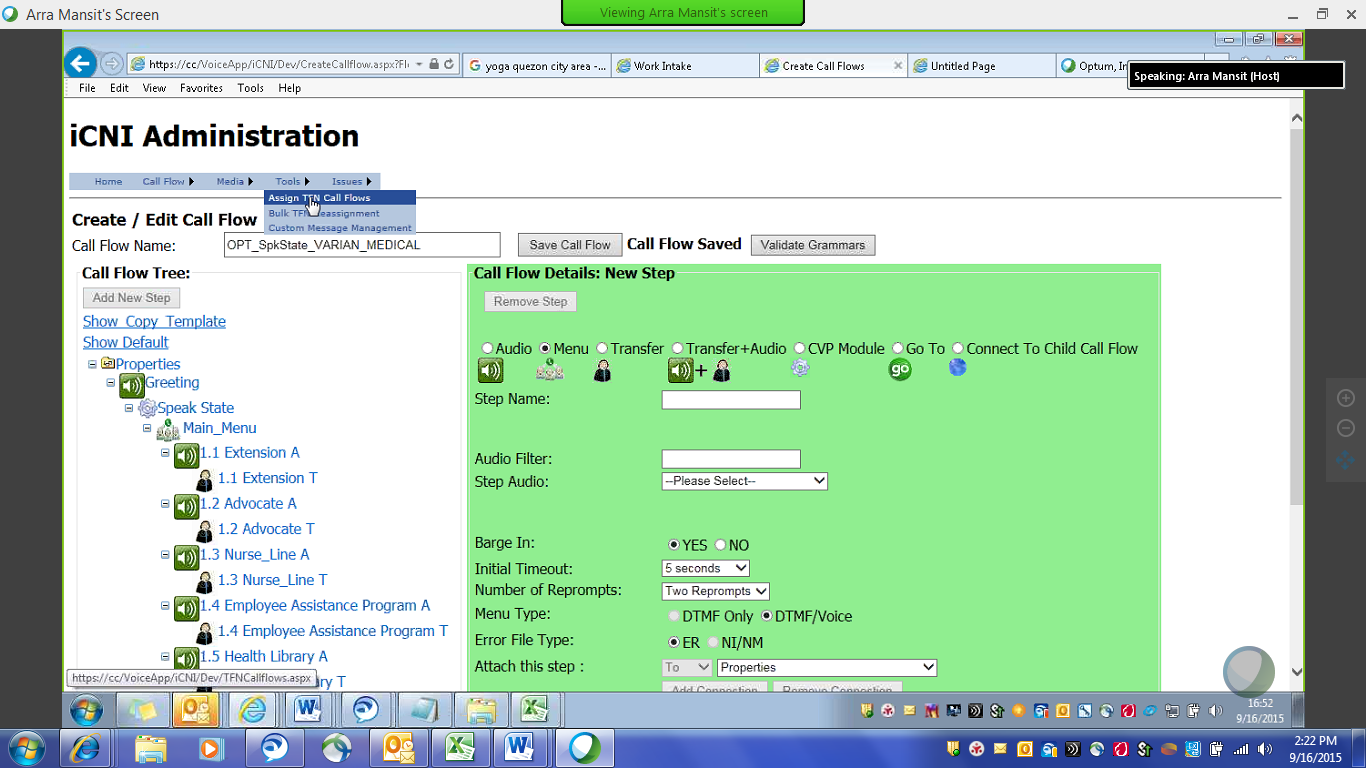 Arra Mansit's Screen
Viewing Arra Mansit's screen
https://cc/VoiceApp/iCNI/Dev/CreateCallflow.aspx?Fl
yoga quezon city area -...
Work Intake
Create Call Flows
Untitled Page
Optum, In
Speaking: Arra Mansit (Host)
File Edit View Favorites Tools Help
iCNI Administration
Home Call Flow Media Tools Issues
Assign TFN Call Flows
Bulk TFN Reassignment
Custom Message Management
Create / Edit Call Flow
Call Flow Name: OPT_SpkState_VARIAN_MEDICAL Save Call Flow Call Flow Saved Validate Grammars
Call Flow Tree:
Add New Step
Show Copy Template
Show Default
Properties
Greeting
Speak State
Main_Menu
1.1 Extension A
1.1 Extension T
1.2 Advocate A
1.2 Advocate T
1.3 Nurse_Line A
1.3 Nurse_Line T
1.4 Employee Assistance Program A
1.4 Employee Assistance Program T
1.5 Health Library A
ry T
https://cc/VoiceApp/iCNI/Dev/TFNCallflows.aspx
Call Flow Details: New Step
Remove Step
Audio Menu Transfer Transfer+Audio CVP Module Go To Connect To Child Call Flow
+ go
Step Name:
Audio Filter:
Step Audio: --Please Select--
Barge In: YES NO
Initial Timeout: 5 seconds
Number of Reprompts: Two Reprompts
Menu Type: DTMF Only DTMF/Voice
Error File Type: ER NI/NM
Attach this step : To Properties
Add Connection Remove Connection
16:52
9/16/2015
2:22 PM
9/16/2015